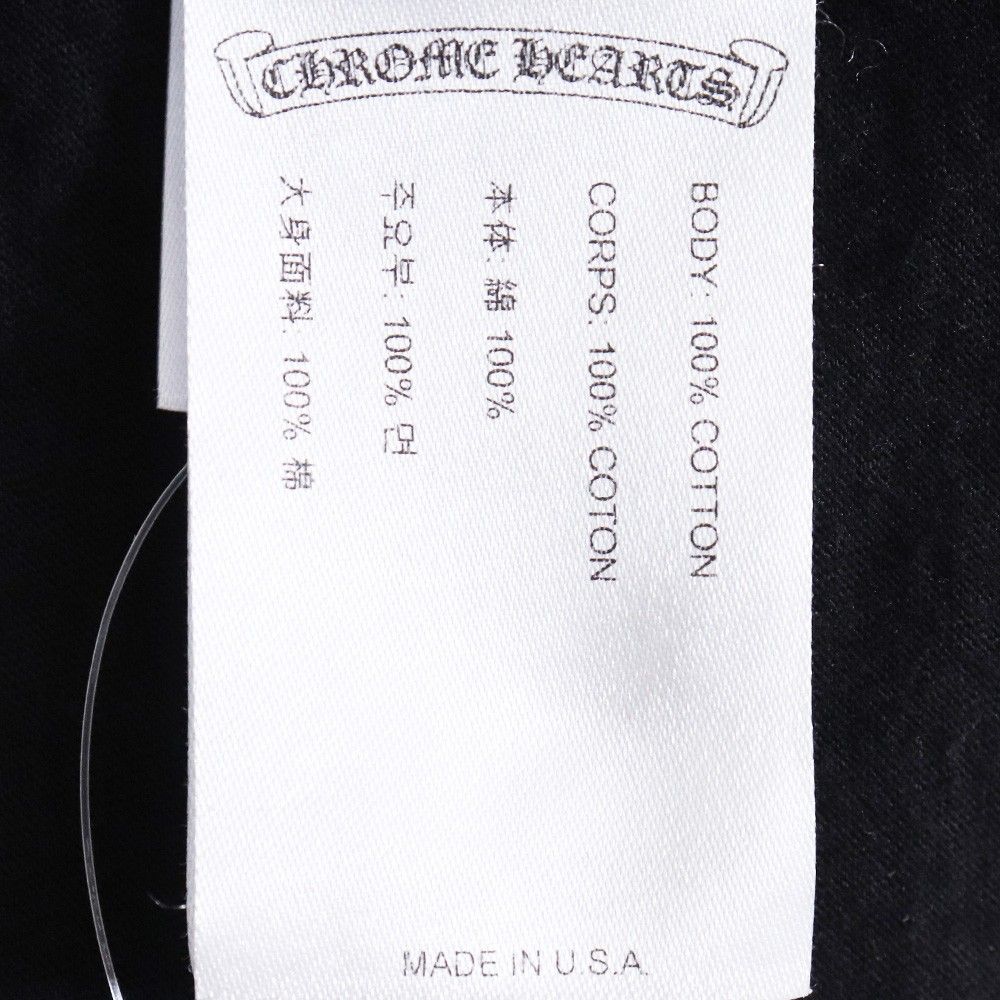 CHROME HEARTS
BODY: 100% COTTON
CORPS: 100% COTON
本体: 綿 100%
주요부: 100% 면
大身面料: 100% 棉
MADE IN U.S.A.